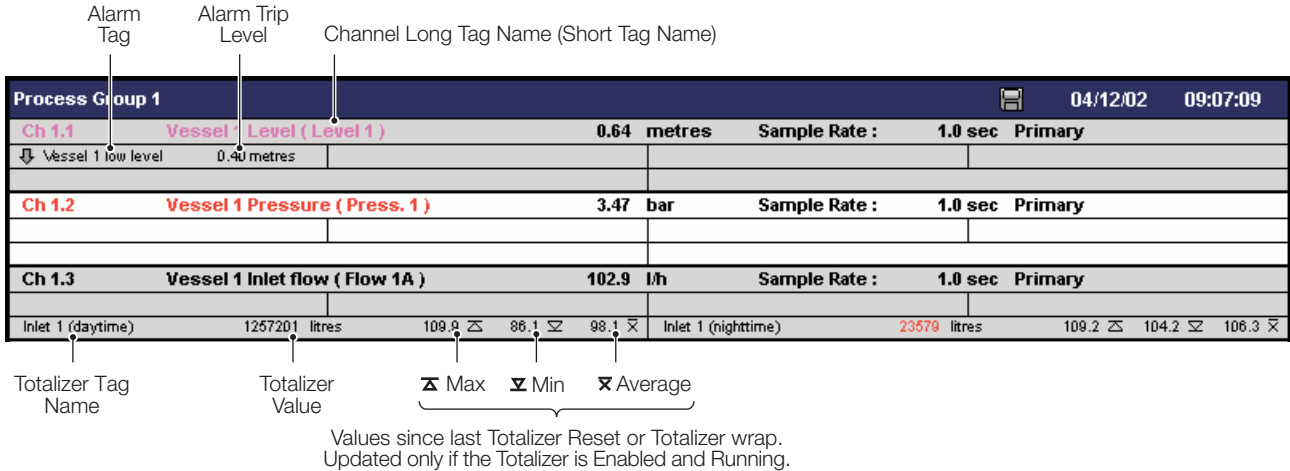 Alarm Tag
Alarm Trip Level
Channel Long Tag Name (Short Tag Name)
Process Group 1 04/12/02 09:07:09
Ch 1.1 Vessel 1 Level ( Level 1 ) 0.64 metres Sample Rate : 1.0 sec Primary
Vessel 1 low level 0.40 metres
Ch 1.2 Vessel 1 Pressure ( Press. 1 ) 3.47 bar Sample Rate : 1.0 sec Primary
Ch 1.3 Vessel 1 Inlet flow ( Flow 1A ) 102.9 l/h Sample Rate : 1.0 sec Primary
Inlet 1 (daytime) 1257201 litres 109.9 86.1 98.1 Inlet 1 (nighttime) 23579 litres 109.2 104.2 106.3
Totalizer Tag Name
Totalizer Value
Max Min Average
Values since last Totalizer Reset or Totalizer wrap.
Updated only if the Totalizer is Enabled and Running.